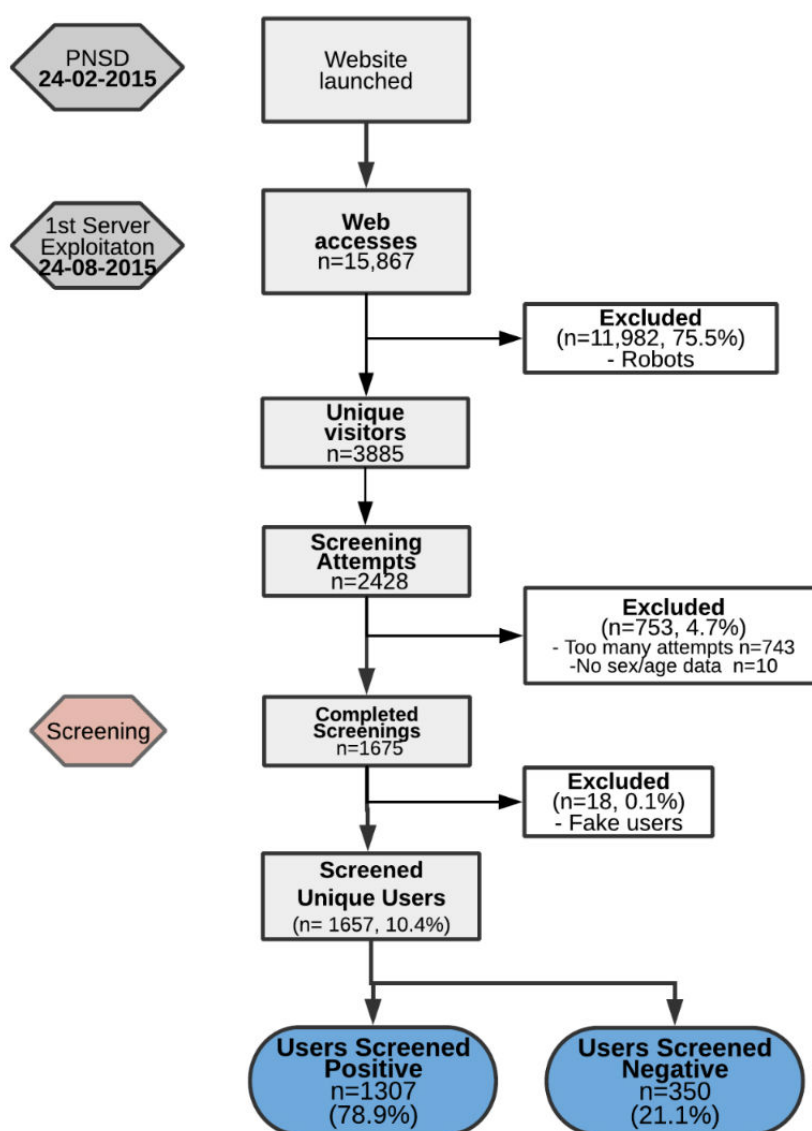 PNSD
24-02-2015
Website
launched
1st Server
Exploitaton
24-08-2015
Web
accesses
n=15,867
Excluded
(n=11,982, 75.5%)
- Robots
Unique
visitors
n=3885
Screening
Attempts
n=2428
Excluded
(n=753, 4.7%)
- Too many attempts n=743
-No sex/age data n=10
Screening
Completed
Screenings
n=1675
Excluded
(n=18, 0.1%)
- Fake users
Screened
Unique Users
(n= 1657, 10.4%)
Users Screened
Positive
n=1307
(78.9%)
Users Screened
Negative
n=350
(21.1%)